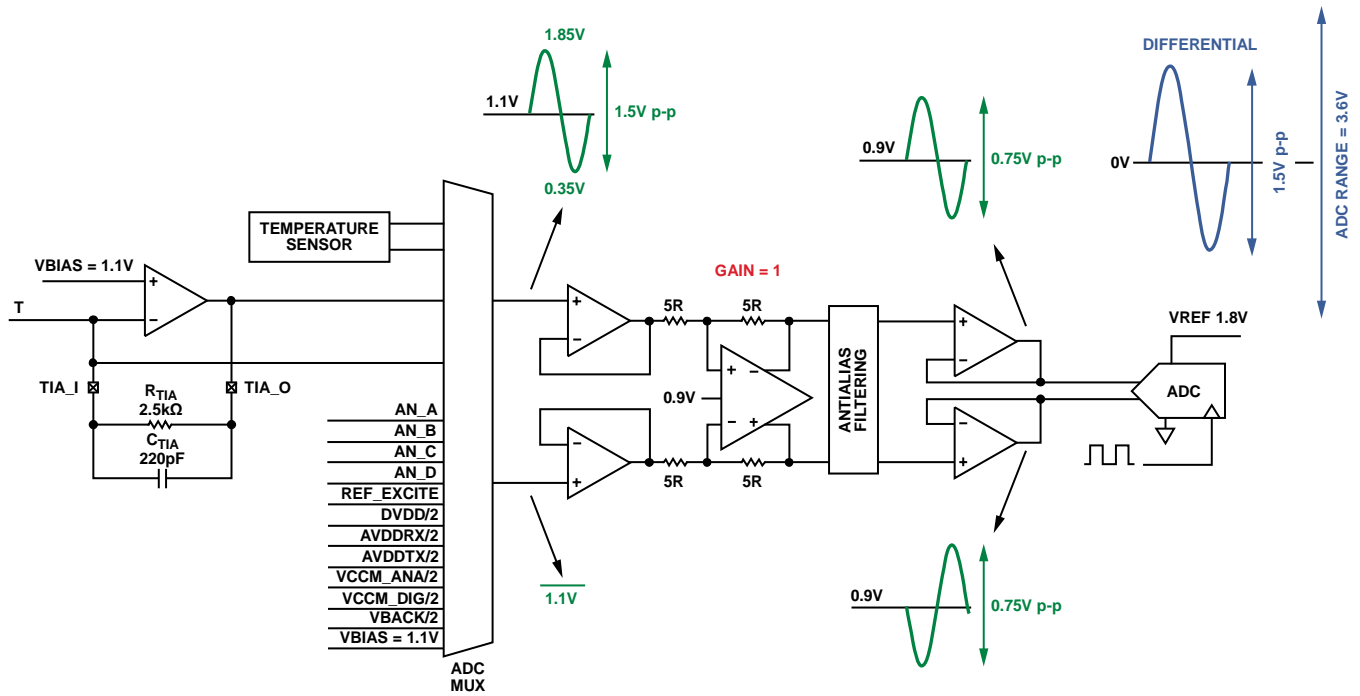 1.85V
1.1V
1.5V p-p
0.35V
0.9V
0.75V p-p
DIFFERENTIAL
0V
1.5V p-p
ADC RANGE = 3.6V
TEMPERATURE
SENSOR
VBIAS = 1.1V
+
−
T
TIA_I
TIA_O
RTIA
2.5kΩ
CTIA
220pF
AN_A
AN_B
AN_C
AN_D
REF_EXCITE
DVDD/2
AVDDRX/2
AVDDTX/2
VCCM_ANA/2
VCCM_DIG/2
VBACK/2
VBIAS = 1.1V
ADC
MUX
GAIN = 1
+
−
5R
5R
+ −
0.9V
− +
−
+
5R
5R
1.1V
ANTIALIAS
FILTERING
+
−
−
+
VREF 1.8V
ADC
0.9V
0.75V p-p